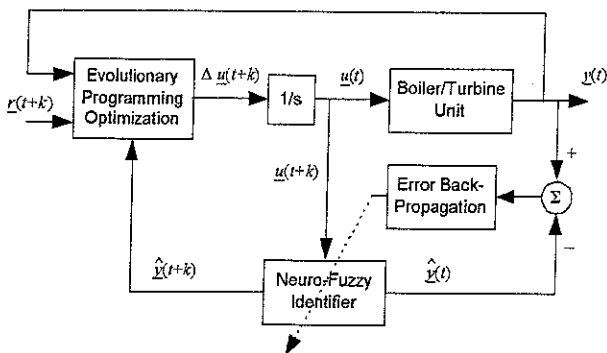 Evolutionary
Programming
Optimization
r(t+k)
Δ u(t+k)
1/s
u(t)
Boiler/Turbine
Unit
y(t)
u(t+k)
+
Error Back-
Propagation
Σ
−
ŷ(t+k)
Neuro-Fuzzy
Identifier
ŷ(t)